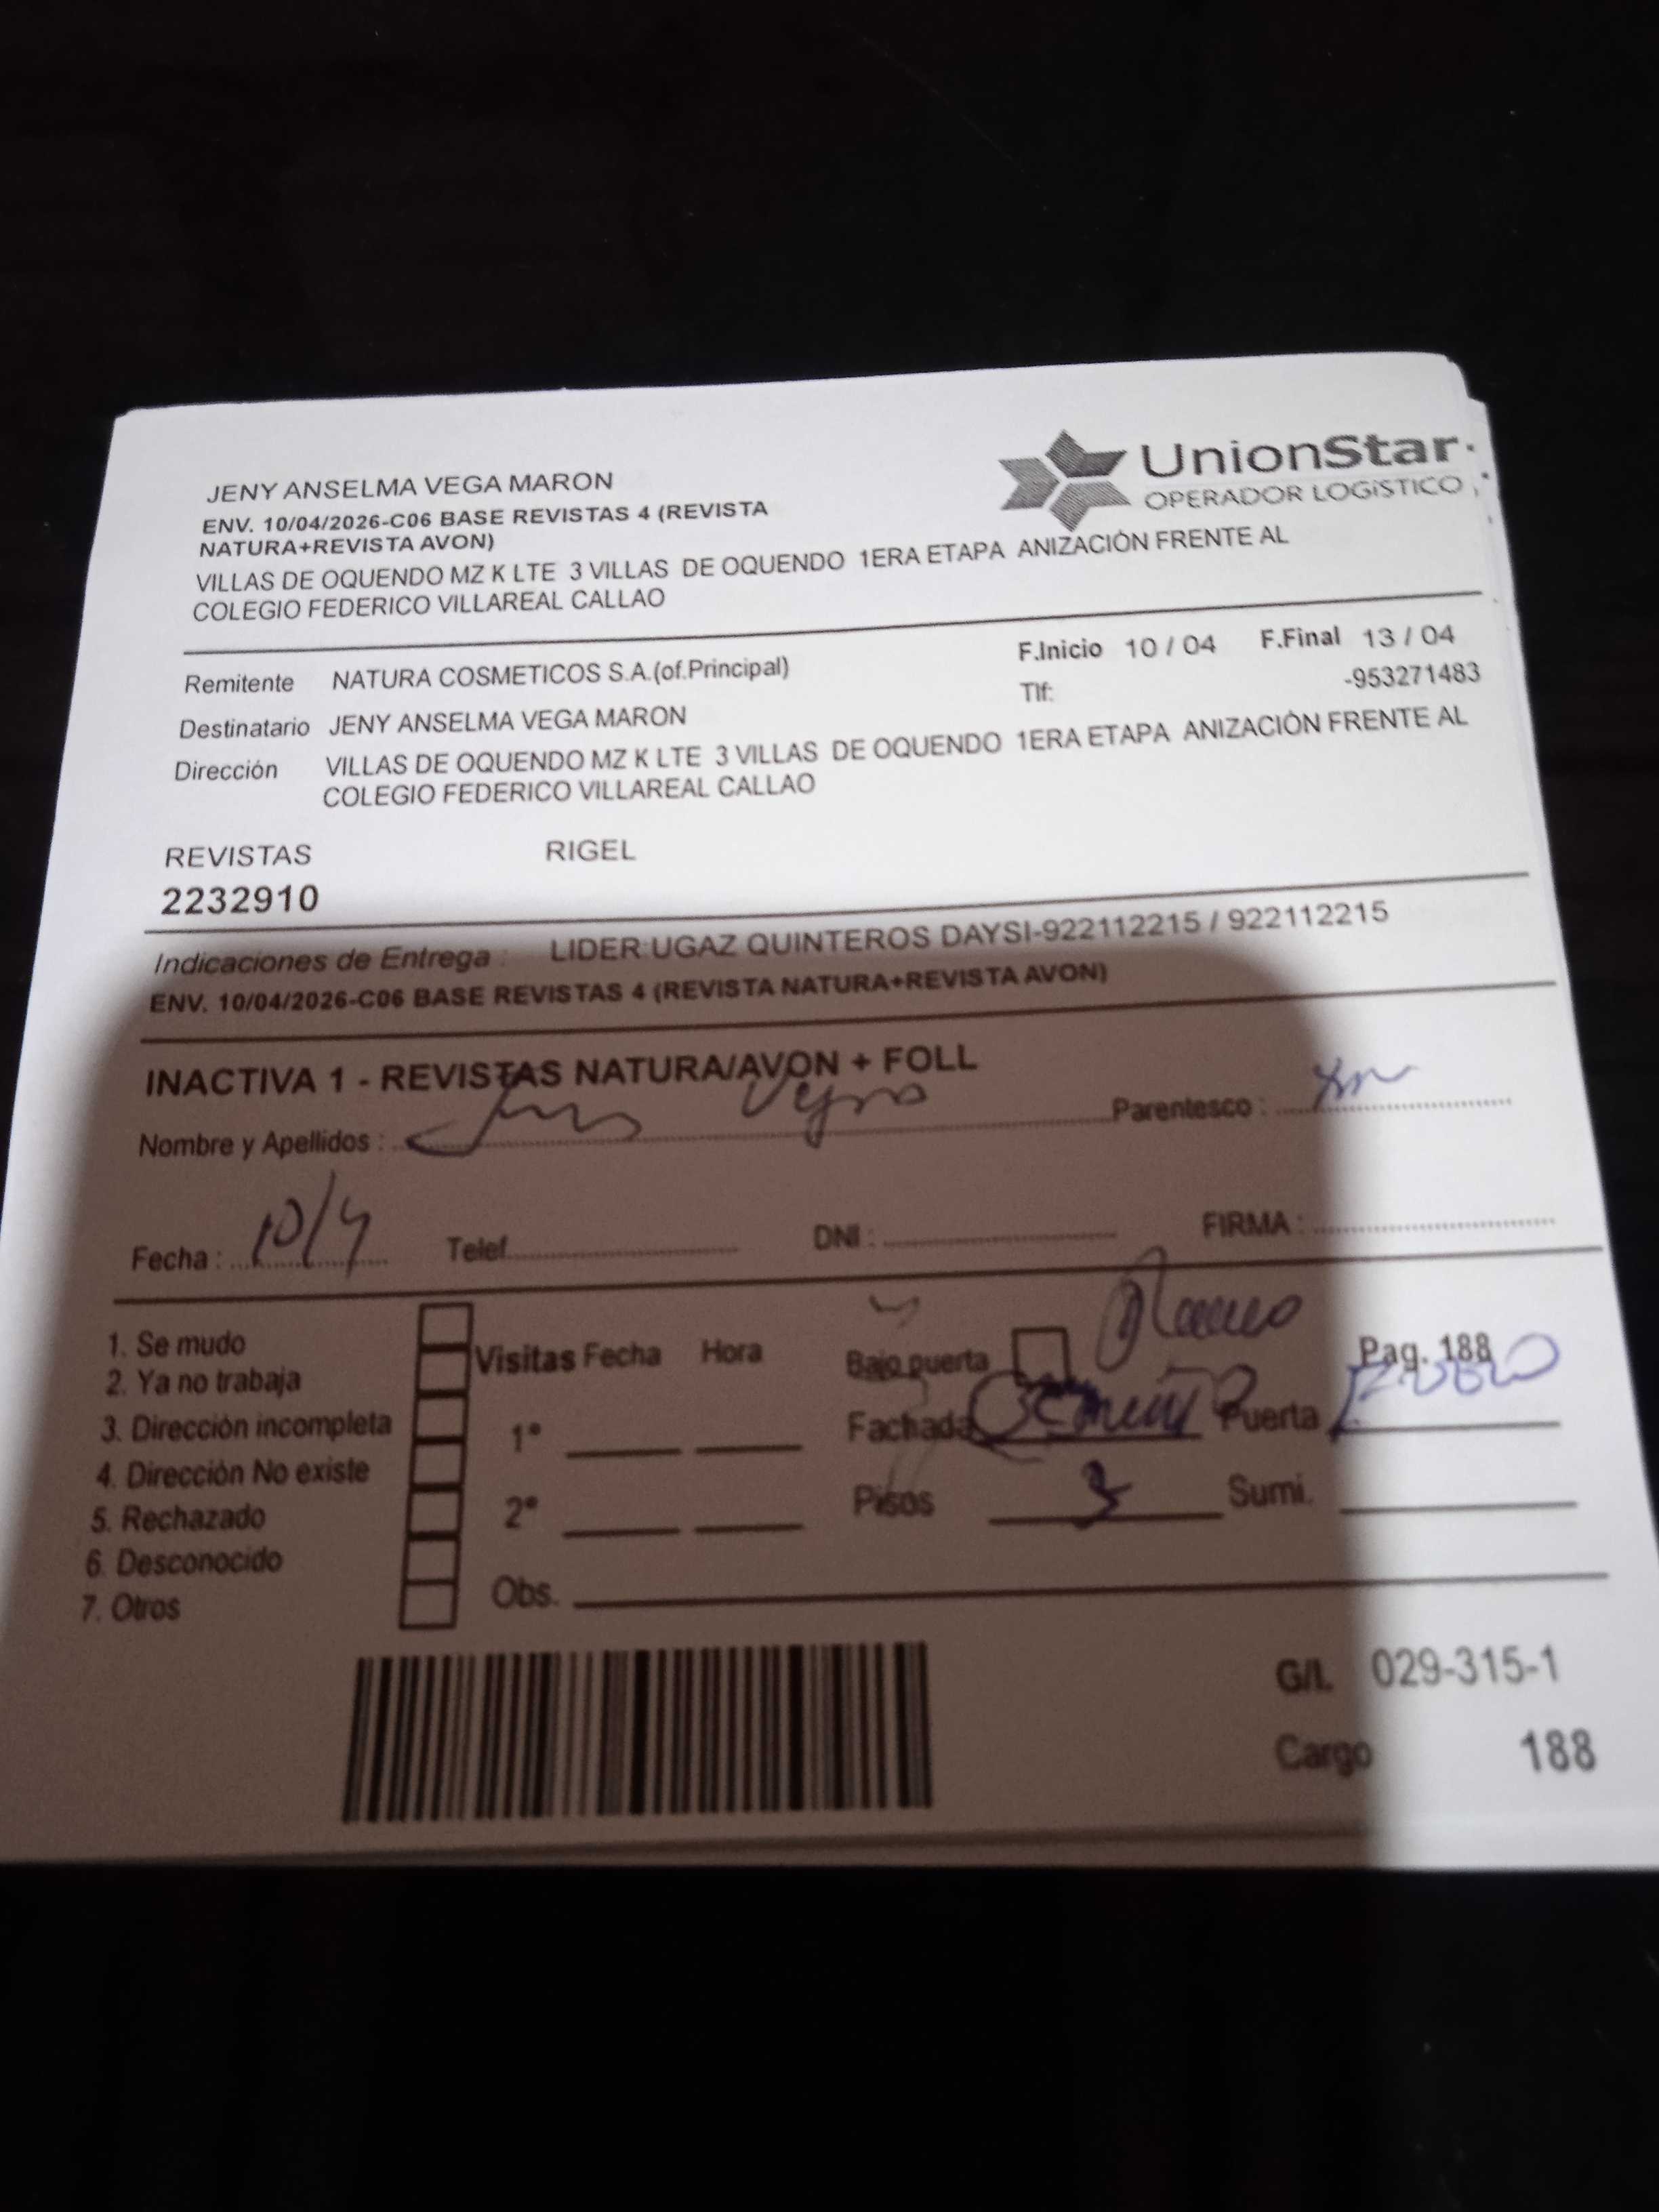 JENY ANSELMA VEGA MARON
UnionStar
OPERADOR LOGÍSTICO
ENV. 10/04/2026-C06 BASE REVISTAS 4 (REVISTA
NATURA+REVISTA AVON)
VILLAS DE OQUENDO MZ K LTE 3 VILLAS DE OQUENDO 1ERA ETAPA ANIZACIÓN FRENTE AL
COLEGIO FEDERICO VILLAREAL CALLAO
Remitente NATURA COSMETICOS S.A.(of.Principal) F.Inicio 10 / 04 F.Final 13 / 04
Tlf: -953271483
Destinatario JENY ANSELMA VEGA MARON
Dirección VILLAS DE OQUENDO MZ K LTE 3 VILLAS DE OQUENDO 1ERA ETAPA ANIZACIÓN FRENTE AL
COLEGIO FEDERICO VILLAREAL CALLAO
REVISTAS RIGEL
2232910
Indicaciones de Entrega : LIDER:UGAZ QUINTEROS DAYSI-922112215 / 922112215
ENV. 10/04/2026-C06 BASE REVISTAS 4 (REVISTA NATURA+REVISTA AVON)
INACTIVA 1 - REVISTAS NATURA/AVON + FOLL
Nombre y Apellidos : Vega Parentesco :
Fecha : 10/4 Telef. DNI : FIRMA :
1. Se mudo
2. Ya no trabaja
3. Dirección incompleta
4. Dirección No existe
5. Rechazado
6. Desconocido
7. Otros
Visitas Fecha Hora
1º
2º
Obs.
Bajo puerta Pag. 188
Fachada Puerta
Pisos 3 Sumi.
G/I. 029-315-1
Cargo 188